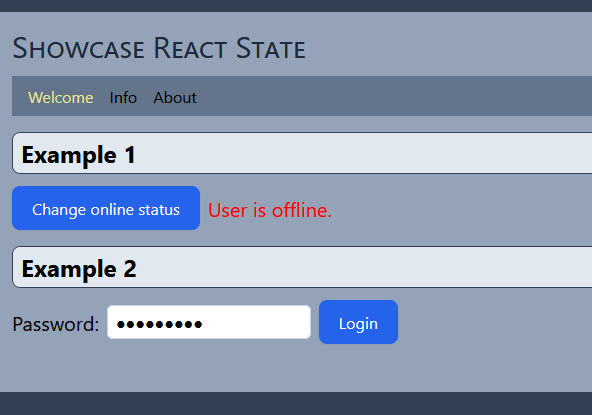 Showcase React State
Welcome Info About
Example 1
Change online status User is offline.
Example 2
Password: ••••••••• Login